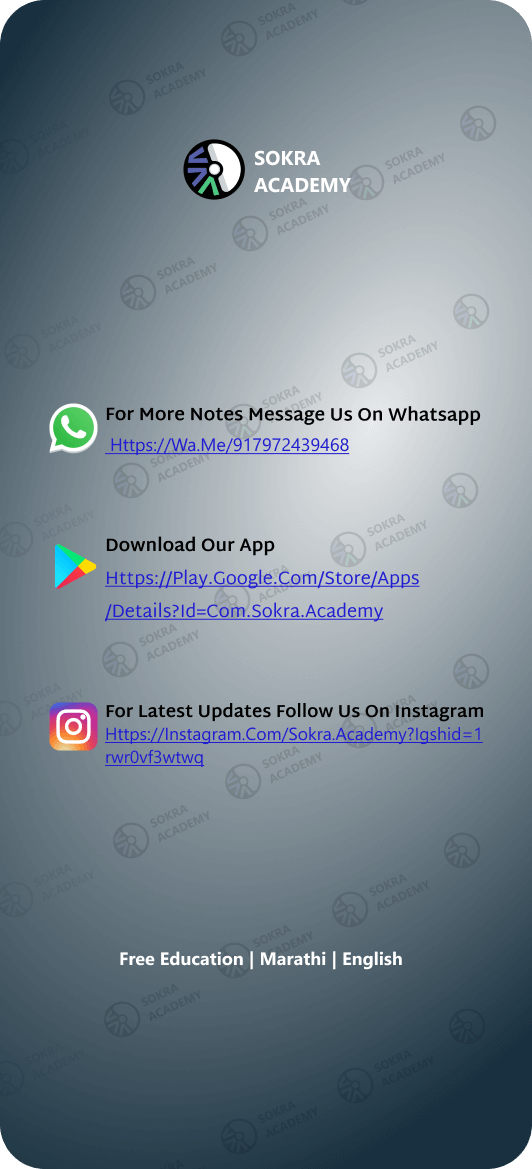 SOKRA
ACADEMY
For More Notes Message Us On Whatsapp
Https://Wa.Me/917972439468
Download Our App
Https://Play.Google.Com/Store/Apps
/Details?Id=Com.Sokra.Academy
For Latest Updates Follow Us On Instagram
Https://Instagram.Com/Sokra.Academy?Igshid=1
rwr0vf3wtwq
Free Education | Marathi | English